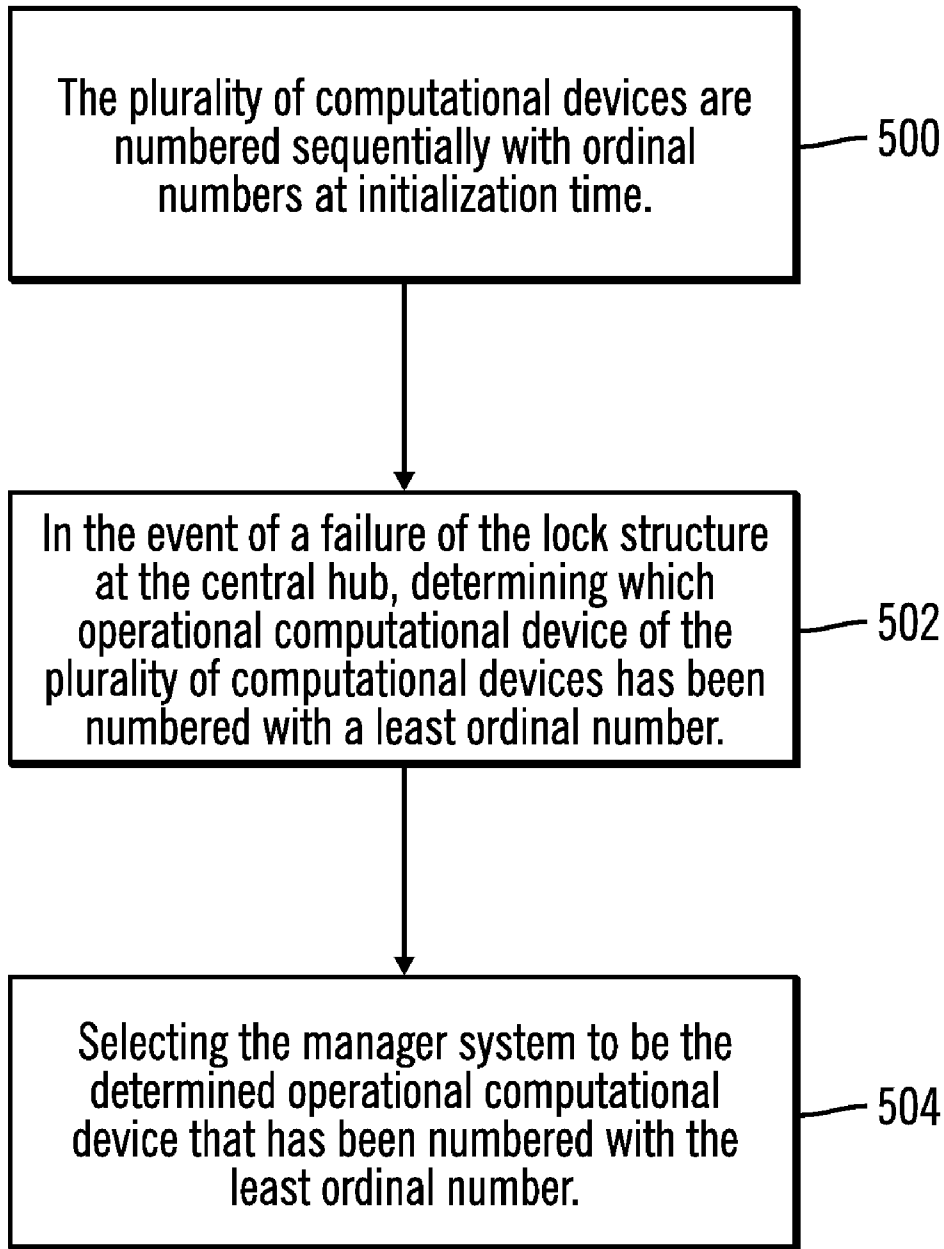 The plurality of computational devices are
numbered sequentially with ordinal
numbers at initialization time.
500
In the event of a failure of the lock structure
at the central hub, determining which
operational computational device of the
plurality of computational devices has been
numbered with a least ordinal number.
502
Selecting the manager system to be the
determined operational computational
device that has been numbered with the
least ordinal number.
504